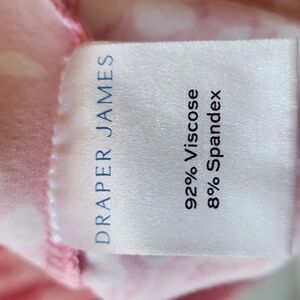 DRAPER JAMES
92% Viscose
8% Spandex